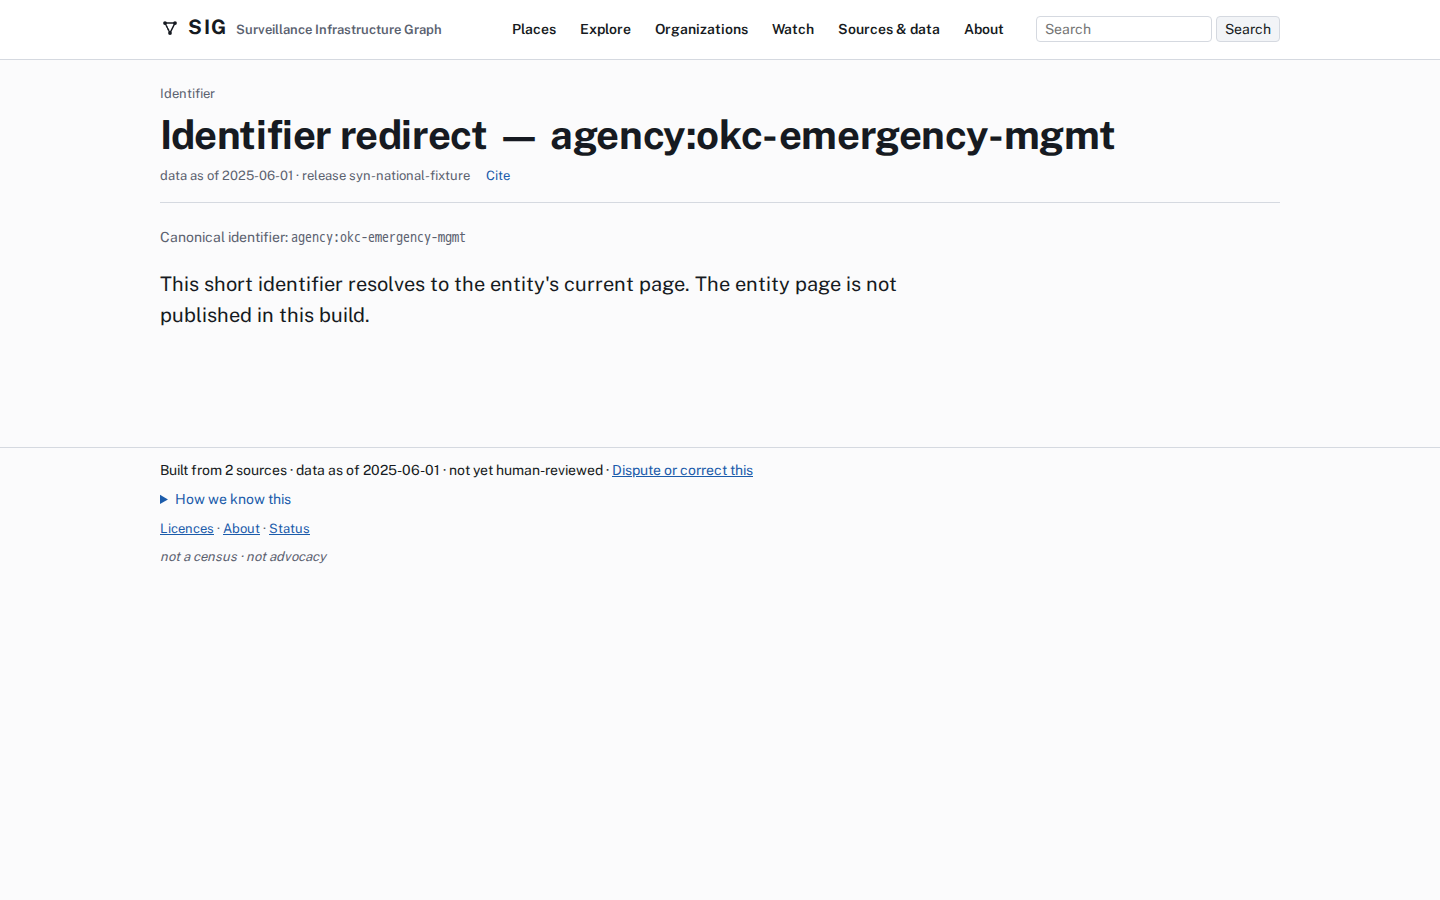 SIG Surveillance Infrastructure Graph Places Explore Organizations Watch Sources & data About Search Search
Identifier
Identifier redirect — agency:okc-emergency-mgmt
data as of 2025-06-01 · release syn-national-fixture Cite
Canonical identifier: agency:okc-emergency-mgmt
This short identifier resolves to the entity's current page. The entity page is not
published in this build.
Built from 2 sources · data as of 2025-06-01 · not yet human-reviewed · Dispute or correct this
How we know this
Licences · About · Status
not a census · not advocacy